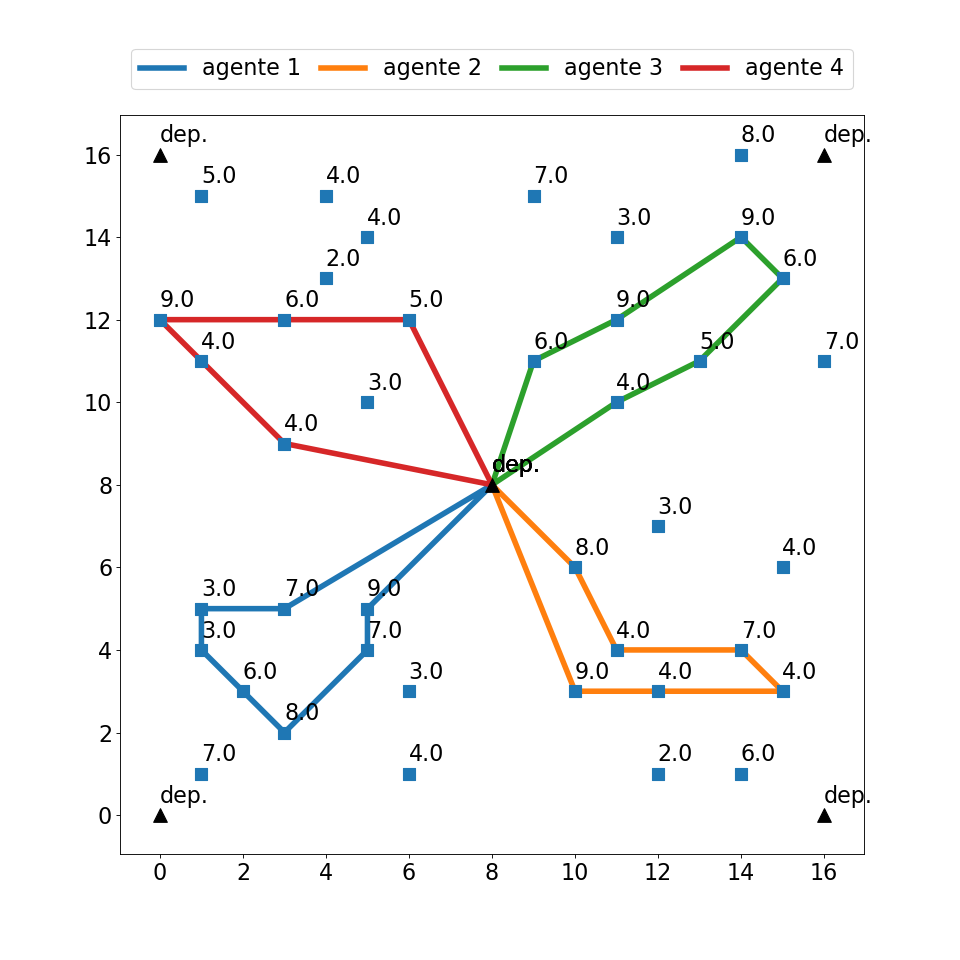 agente 1 agente 2 agente 3 agente 4
dep. 8.0 dep.
16
5.0 4.0 7.0
4.0 3.0 9.0
14
2.0 6.0
9.0 6.0 5.0 9.0
12
4.0 6.0 5.0 7.0
3.0 4.0
10
4.0
dep.
8
3.0
8.0 4.0
6
3.0 7.0 9.0
3.0 7.0 4.0 7.0
4
6.0 3.0 9.0 4.0 4.0
8.0
2
7.0 4.0 2.0 6.0
dep. dep.
0
0 2 4 6 8 10 12 14 16